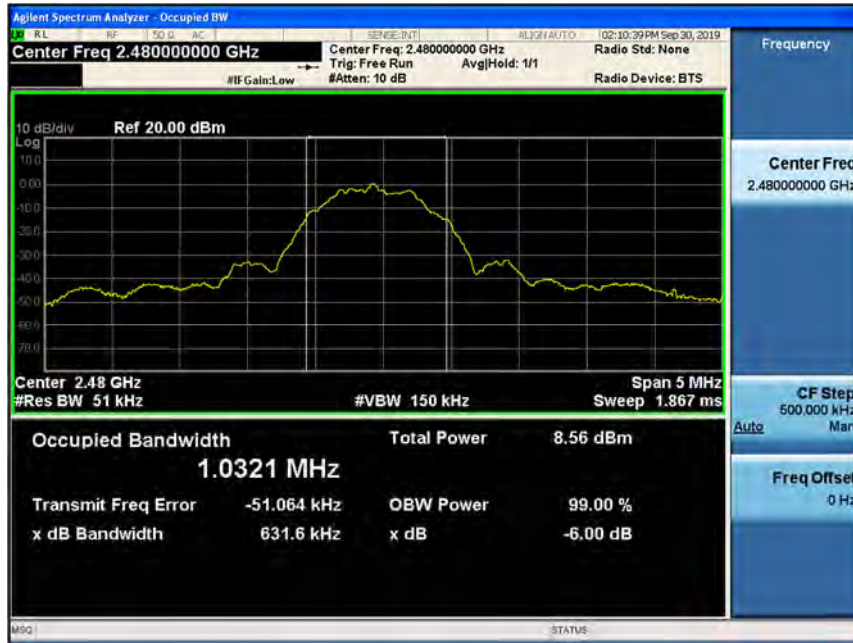 Agilent Spectrum Analyzer - Occupied BW
LXI RL RF 50 Ω AC SENSE:INT ALIGN AUTO 02:10:39 PM Sep 30, 2019
Center Freq 2.480000000 GHz
Center Freq: 2.480000000 GHz
Radio Std: None
Trig: Free Run Avg|Hold: 1/1
#IFGain:Low
#Atten: 10 dB
Radio Device: BTS
Frequency
10 dB/div Ref 20.00 dBm
Log
10.0
0.00
-10.0
-20.0
-30.0
-40.0
-50.0
-60.0
-70.0
Center 2.48 GHz
Span 5 MHz
#Res BW 51 kHz
#VBW 150 kHz
Sweep 1.867 ms
Occupied Bandwidth
1.0321 MHz
Total Power 8.56 dBm
Transmit Freq Error -51.064 kHz
OBW Power 99.00 %
x dB Bandwidth 631.6 kHz
x dB -6.00 dB
Center Freq
2.480000000 GHz
CF Step
500.000 kHz
Auto Man
Freq Offset
0 Hz
MSG STATUS